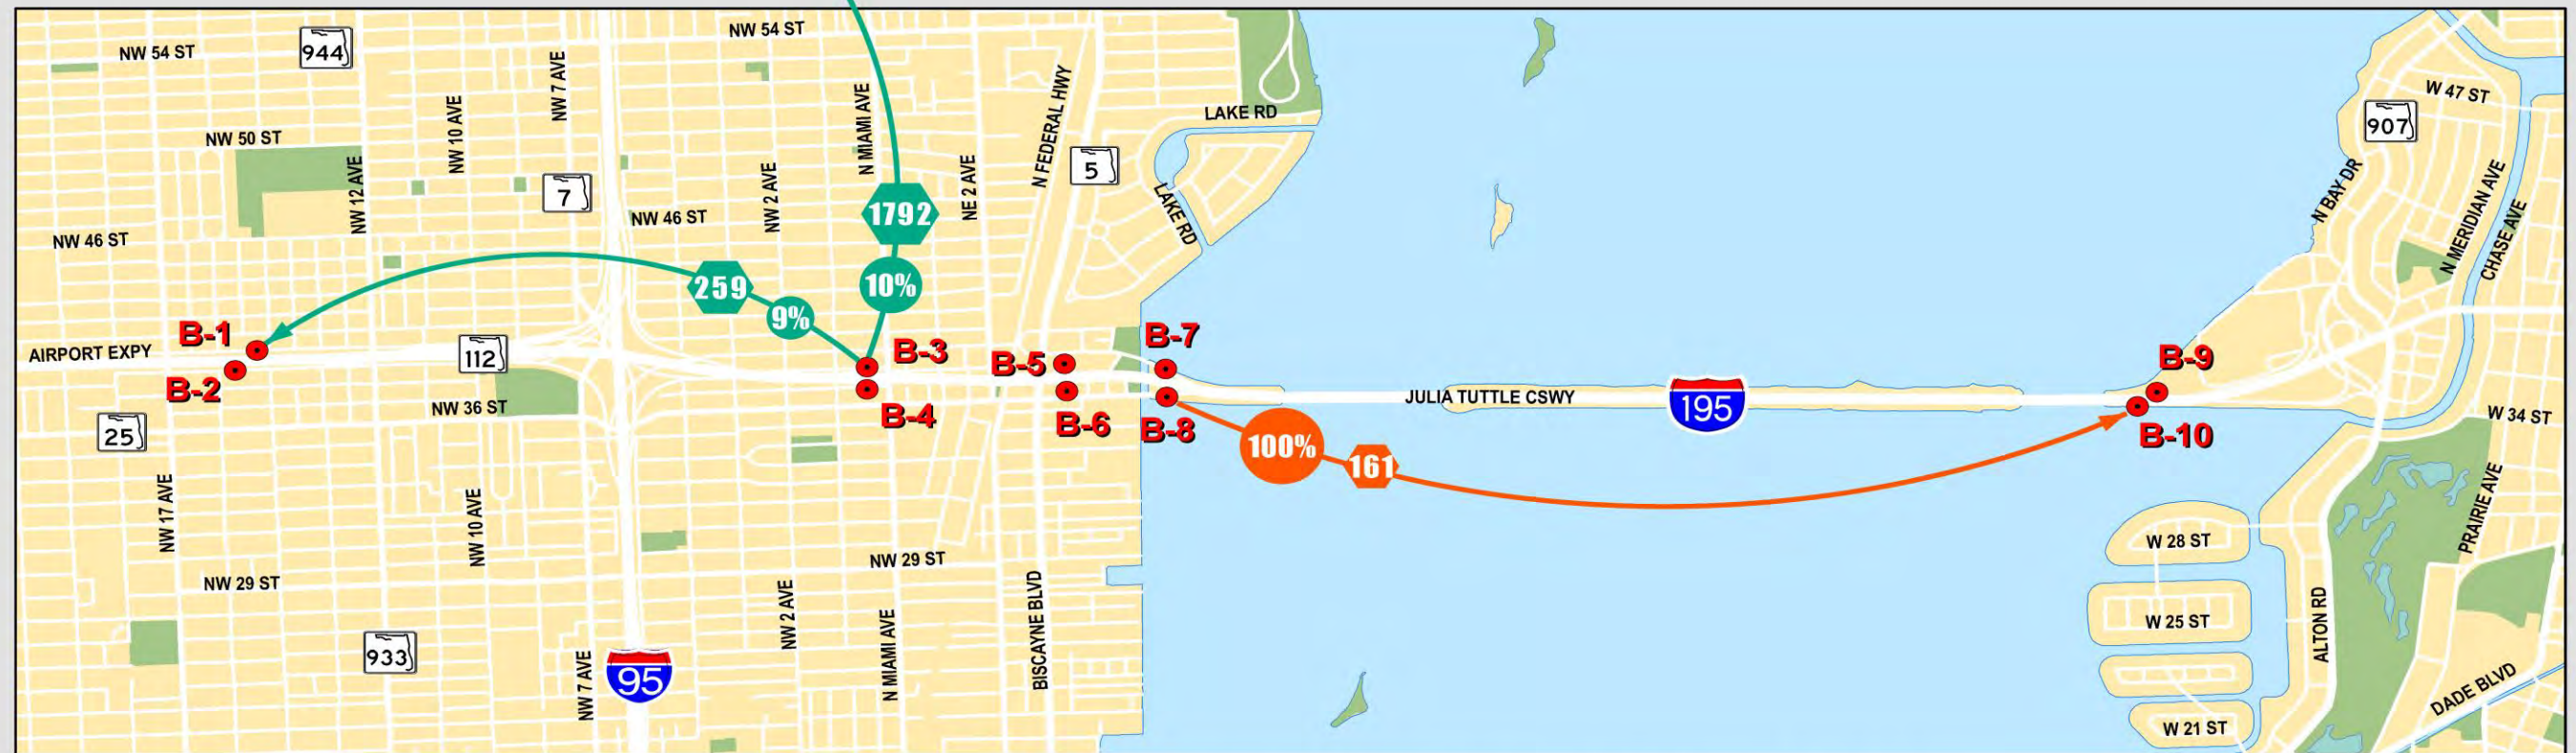 NW 54 ST
944
NW 54 ST
NW 7 AVE
NW 10 AVE
NW 50 ST
NW 12 AVE
N MIAMI AVE
N FEDERAL HWY
LAKE RD
W 47 ST
907
5
7
NW 2 AVE
NE 2 AVE
LAKE RD
N BAY DR
N MERIDIAN AVE
CHASE AVE
NW 46 ST
NW 46 ST
1792
259
10%
9%
B-1
AIRPORT EXPY
112
B-2
B-3
B-4
B-5
B-6
B-7
B-8
B-9
B-10
JULIA TUTTLE CSWY
195
NW 36 ST
25
W 34 ST
100%
161
NW 17 AVE
NW 10 AVE
PRAIRIE AVE
W 28 ST
NW 29 ST
NW 29 ST
NW 2 AVE
N MIAMI AVE
BISCAYNE BLVD
ALTON RD
W 25 ST
933
NW 7 AVE
95
DADE BLVD
W 21 ST